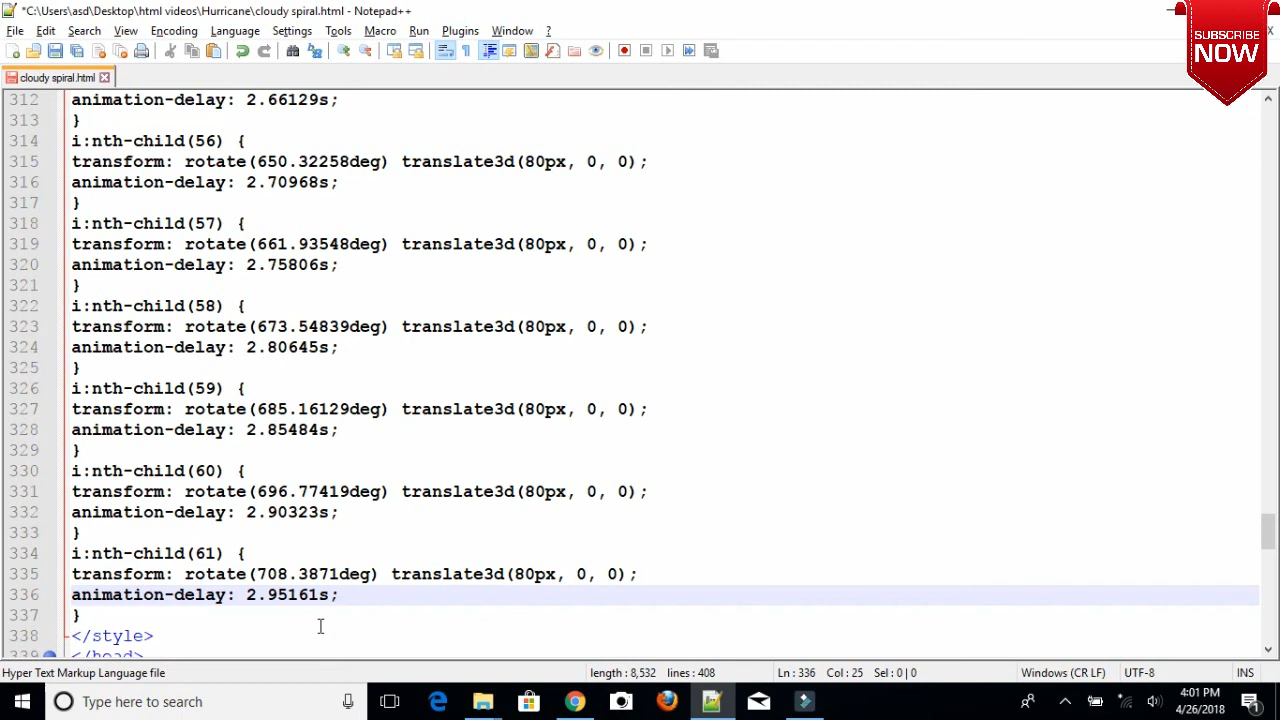 *C:\Users\asd\Desktop\html videos\Hurricane\cloudy spiral.html - Notepad++
File Edit Search View Encoding Language Settings Tools Macro Run Plugins Window ?
SUBSCRIBE
NOW
cloudy spiral.html
312 animation-delay: 2.66129s;
313 }
314 i:nth-child(56) {
315 transform: rotate(650.32258deg) translate3d(80px, 0, 0);
316 animation-delay: 2.70968s;
317 }
318 i:nth-child(57) {
319 transform: rotate(661.93548deg) translate3d(80px, 0, 0);
320 animation-delay: 2.75806s;
321 }
322 i:nth-child(58) {
323 transform: rotate(673.54839deg) translate3d(80px, 0, 0);
324 animation-delay: 2.80645s;
325 }
326 i:nth-child(59) {
327 transform: rotate(685.16129deg) translate3d(80px, 0, 0);
328 animation-delay: 2.85484s;
329 }
330 i:nth-child(60) {
331 transform: rotate(696.77419deg) translate3d(80px, 0, 0);
332 animation-delay: 2.90323s;
333 }
334 i:nth-child(61) {
335 transform: rotate(708.3871deg) translate3d(80px, 0, 0);
336 animation-delay: 2.95161s;
337 }
338 </style>
339 </head>
Hyper Text Markup Language file length : 8,532 lines : 408 Ln : 336 Col : 25 Sel : 0 | 0 Windows (CR LF) UTF-8 INS
Type here to search
4:01 PM
4/26/2018
1